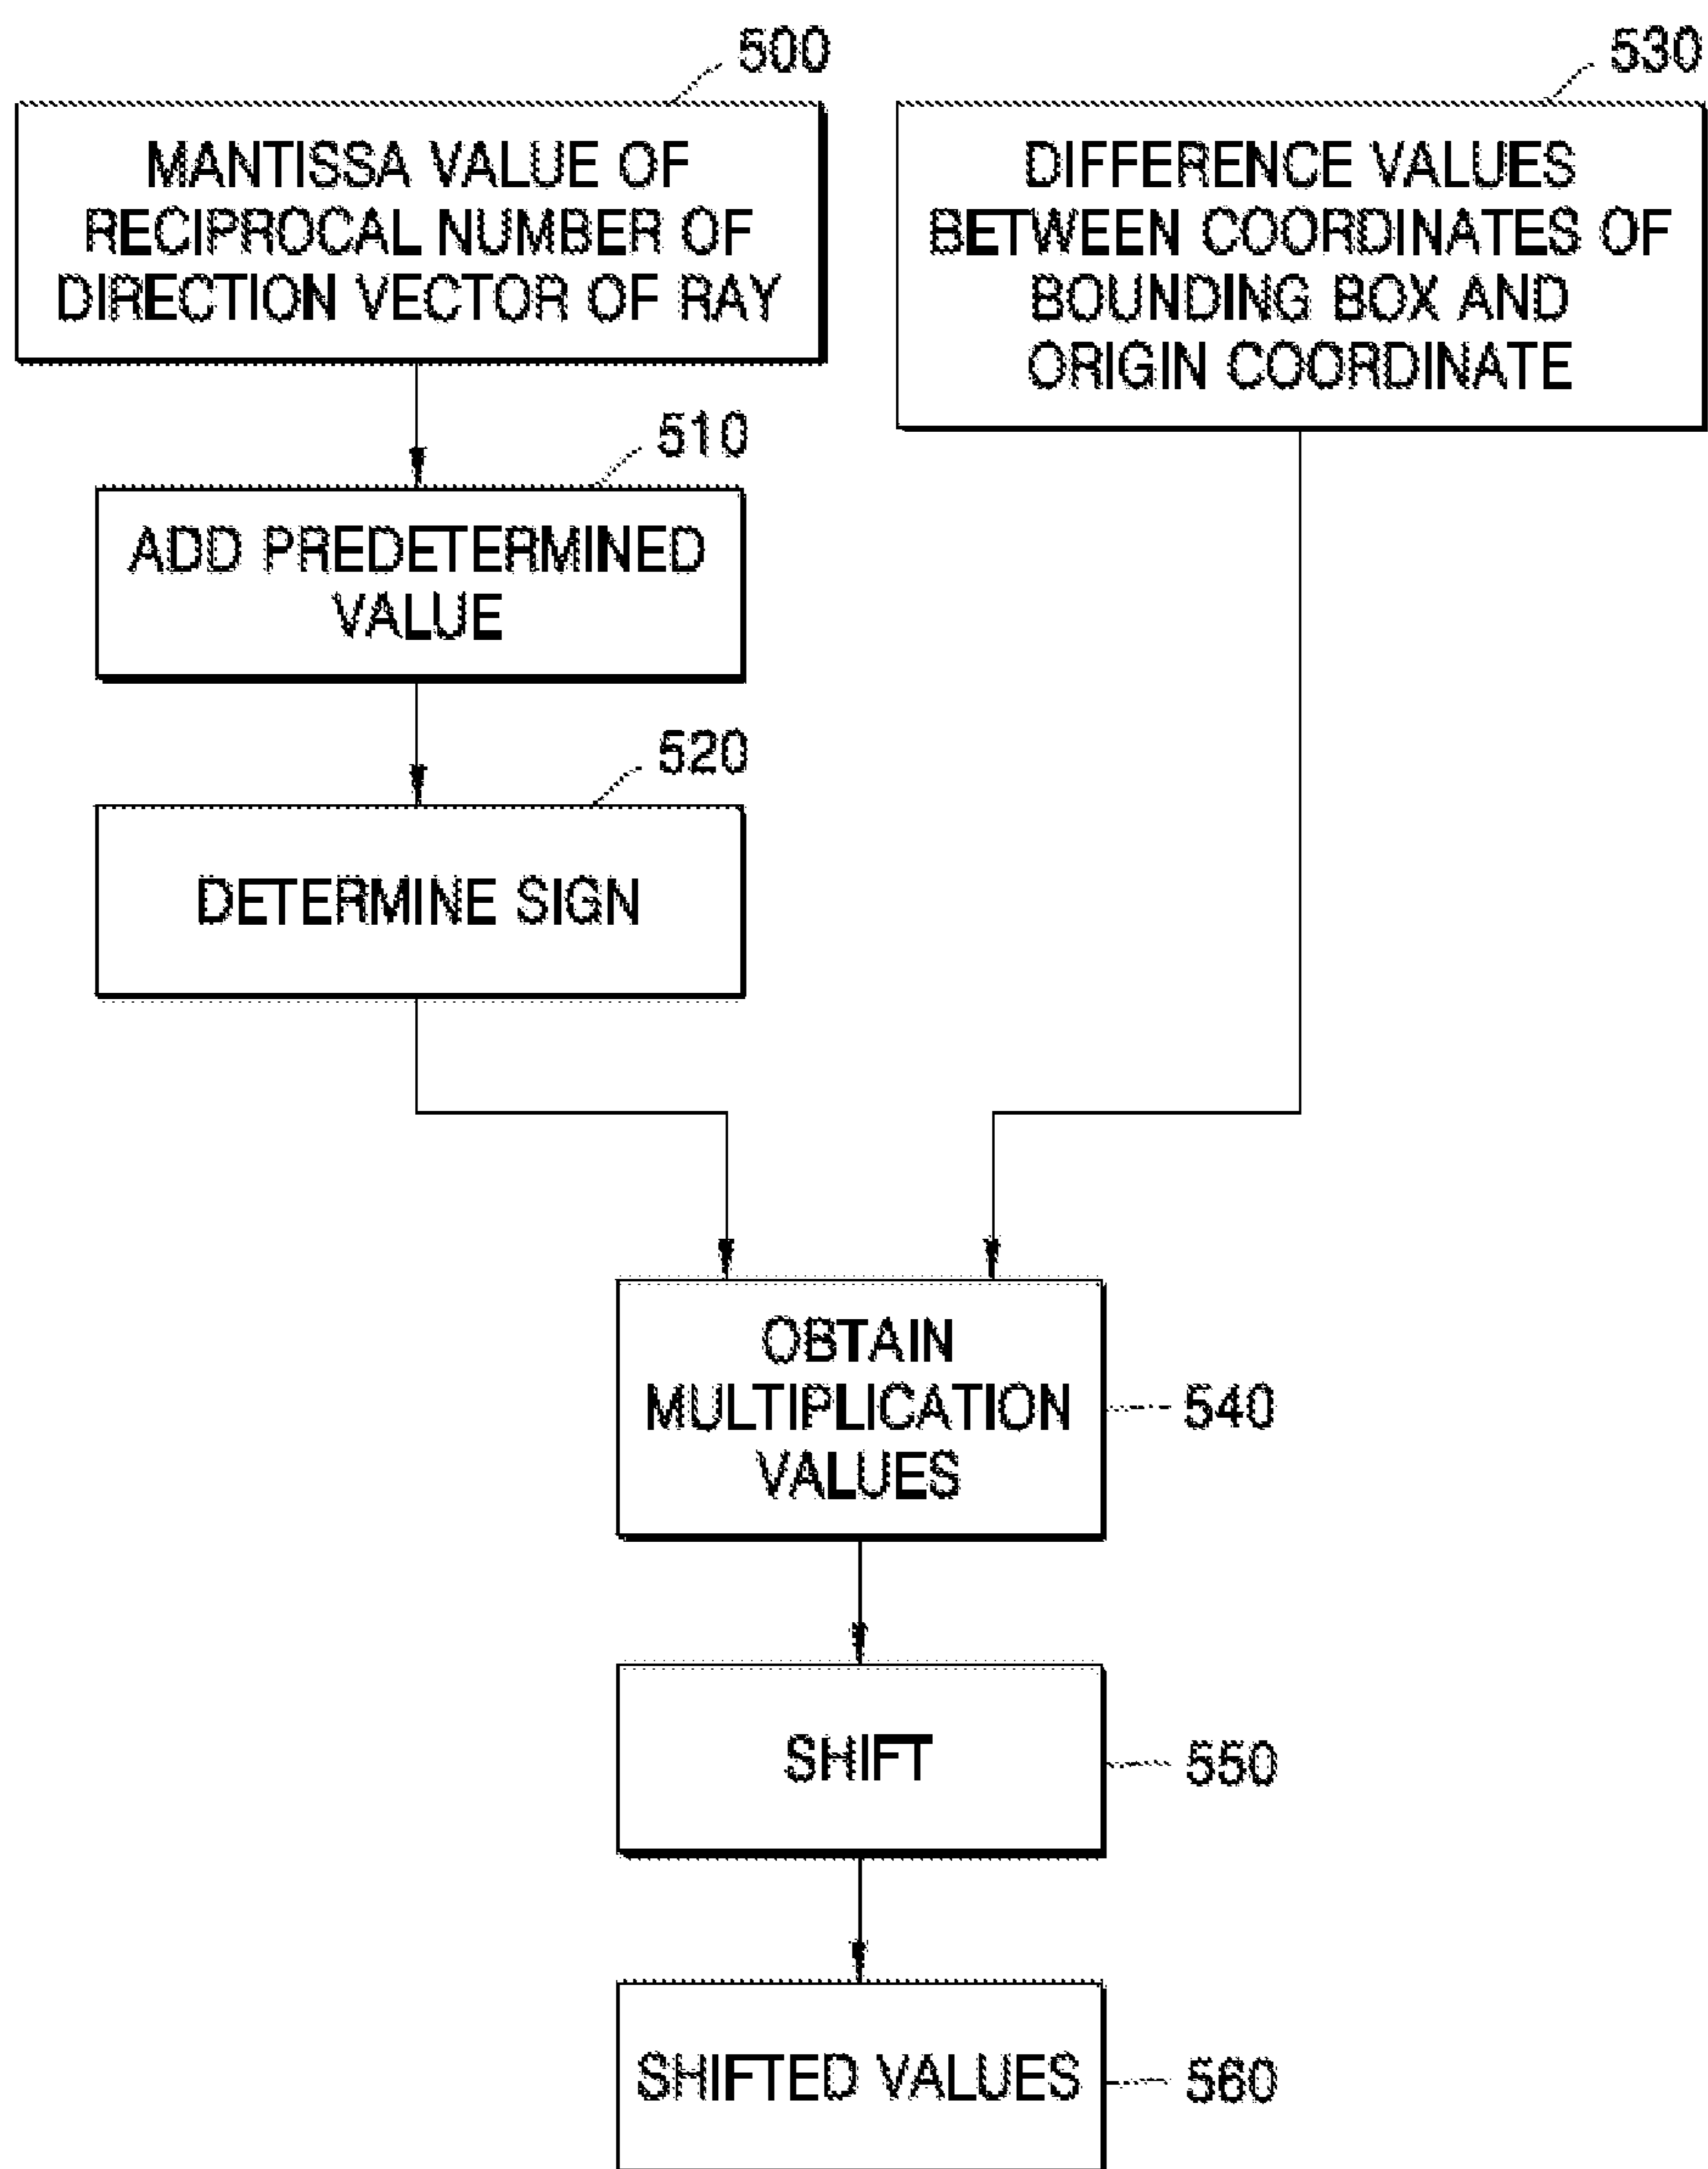 500
MANTISSA VALUE OF
RECIPROCAL NUMBER OF
DIRECTION VECTOR OF RAY
530
DIFFERENCE VALUES
BETWEEN COORDINATES OF
BOUNDING BOX AND
ORIGIN COORDINATE
510
ADD PREDETERMINED
VALUE
520
DETERMINE SIGN
OBTAIN
MULTIPLICATION
VALUES
540
SHIFT
550
SHIFTED VALUES
560